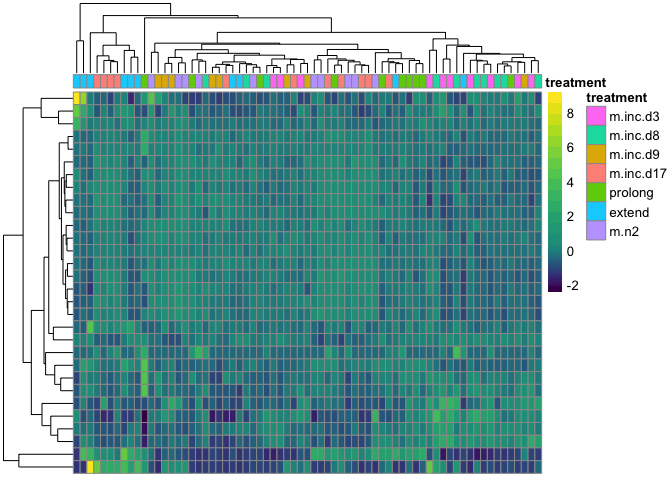 treatment
treatment
m.inc.d3
m.inc.d8
m.inc.d9
m.inc.d17
prolong
extend
m.n2
8
6
4
2
0
-2